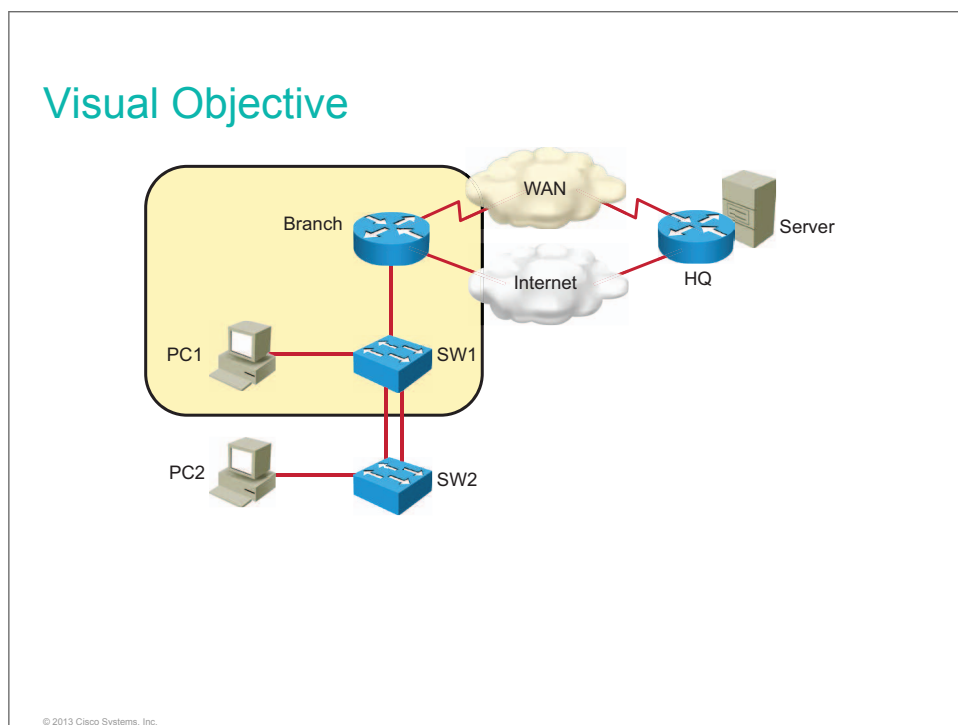 Visual Objective
WAN
Branch
Server
HQ
Internet
PC1
SW1
PC2
SW2
© 2013 Cisco Systems, Inc.